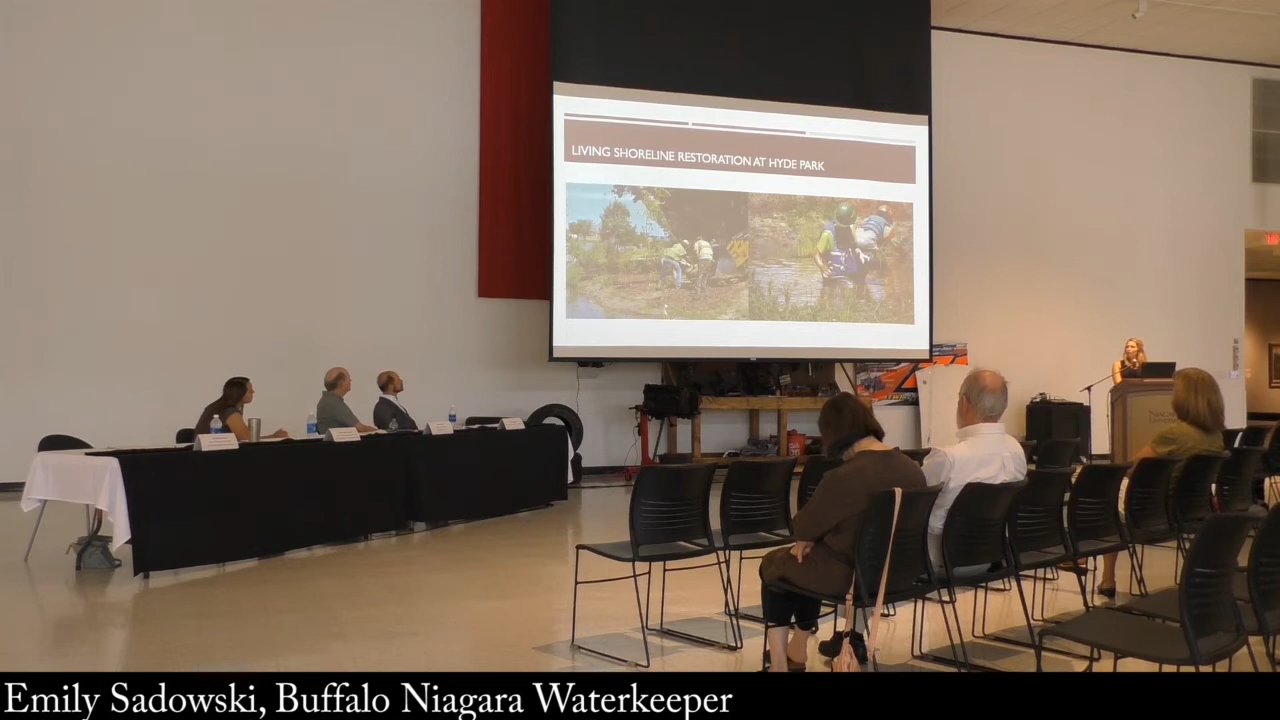 LIVING SHORELINE RESTORATION AT HYDE PARK
Emily Sadowski, Buffalo Niagara Waterkeeper